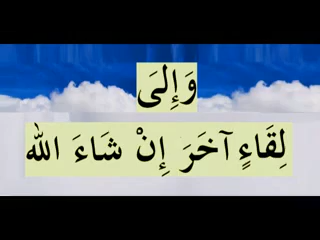 وَإِلَى
لِقَاءٍ آخَرَ إِنْ شَاءَ الله